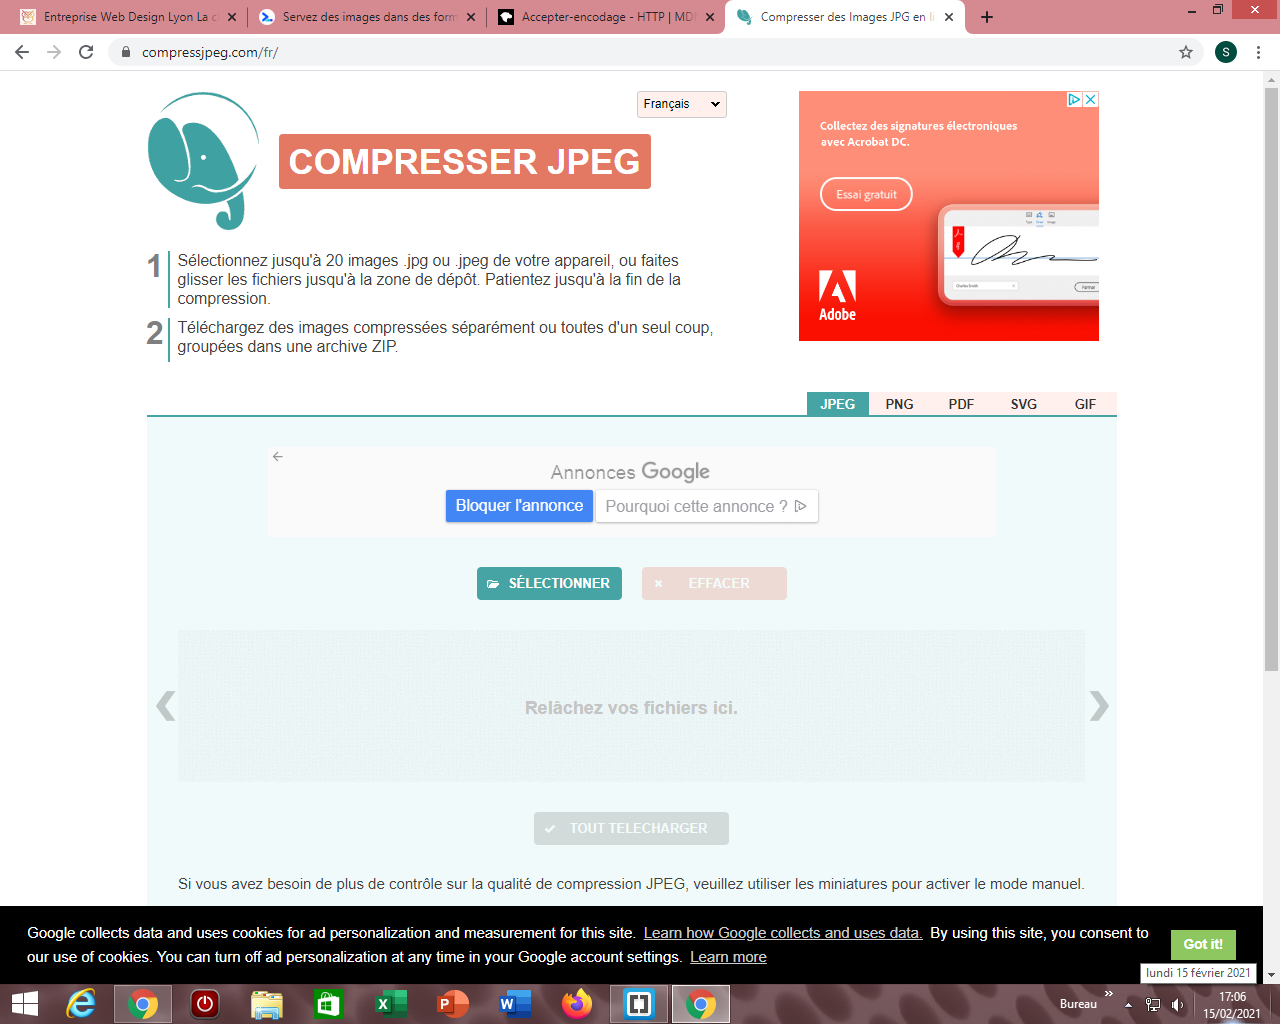 Entreprise Web Design Lyon La c
Servez des images dans des form
Accepter-encodage - HTTP | MD
Compresser des Images JPG en li
compressjpeg.com/fr/
S
Français
COMPRESSER JPEG
Collectez des signatures électroniques
avec Acrobat DC.
Essai gratuit
Adobe
1 Sélectionnez jusqu'à 20 images .jpg ou .jpeg de votre appareil, ou faites
glisser les fichiers jusqu'à la zone de dépôt. Patientez jusqu'à la fin de la
compression.
2 Téléchargez des images compressées séparément ou toutes d'un seul coup,
groupées dans une archive ZIP.
JPEG PNG PDF SVG GIF
Annonces Google
Bloquer l'annonce Pourquoi cette annonce ?
SÉLECTIONNER EFFACER
Relâchez vos fichiers ici.
TOUT TELECHARGER
Si vous avez besoin de plus de contrôle sur la qualité de compression JPEG, veuillez utiliser les miniatures pour activer le mode manuel.
Google collects data and uses cookies for ad personalization and measurement for this site. Learn how Google collects and uses data. By using this site, you consent to
our use of cookies. You can turn off ad personalization at any time in your Google account settings. Learn more
Got it!
lundi 15 février 2021
Bureau
17:06
15/02/2021